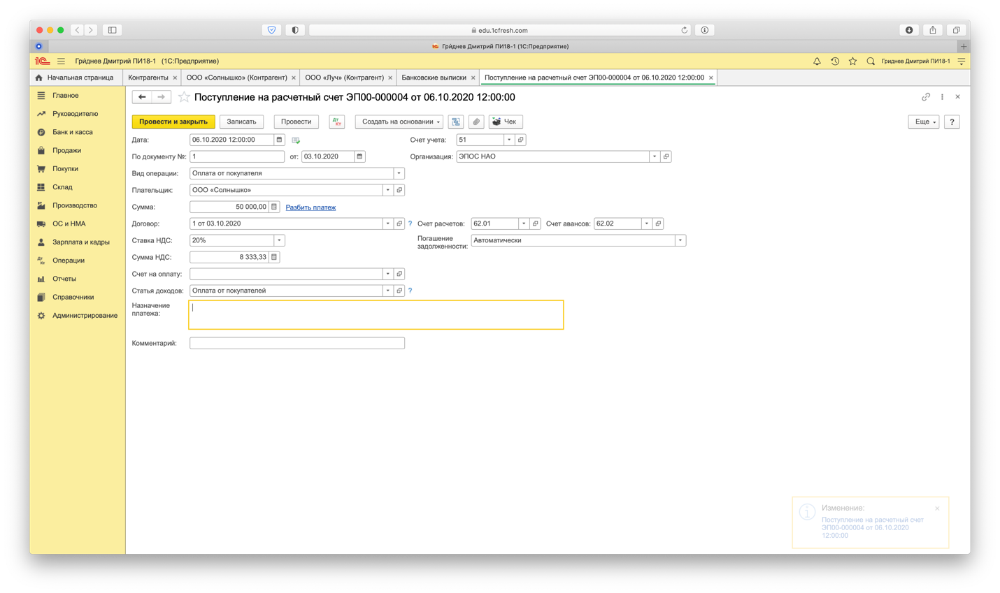 edu.1cfresh.com
Гри́днев Дмитрий ПИ18-1 (1С:Предприятие)
Гри́днев Дмитрий ПИ18-1 (1С:Предприятие)
Гриднев Дмитрий ПИ18-1
Начальная страница
Контрагенты
ООО «Солнышко» (Контрагент)
ООО «Луч» (Контрагент)
Банковские выписки
Поступление на расчетный счет ЭП00-000004 от 06.10.2020 12:00:00
Главное
Руководителю
Банк и касса
Продажи
Покупки
Склад
Производство
ОС и НМА
Зарплата и кадры
Операции
Отчеты
Справочники
Администрирование
Поступление на расчетный счет ЭП00-000004 от 06.10.2020 12:00:00
Провести и закрыть
Записать
Провести
Дт
Кт
Создать на основании
Чек
Еще
?
Дата: 06.10.2020 12:00:00
Счет учета: 51
По документу №: 1 от: 03.10.2020
Организация: ЭПОС НАО
Вид операции: Оплата от покупателя
Плательщик: ООО «Солнышко»
Сумма: 50 000,00 Разбить платеж
Договор: 1 от 03.10.2020 ? Счет расчетов: 62.01 Счет авансов: 62.02
Ставка НДС: 20%
Погашение
задолженности: Автоматически
Сумма НДС: 8 333,33
Счет на оплату:
Статья доходов: Оплата от покупателей ?
Назначение
платежа:
Комментарий:
Изменение:
Поступление на расчетный счет
ЭП00-000004 от 06.10.2020
12:00:00